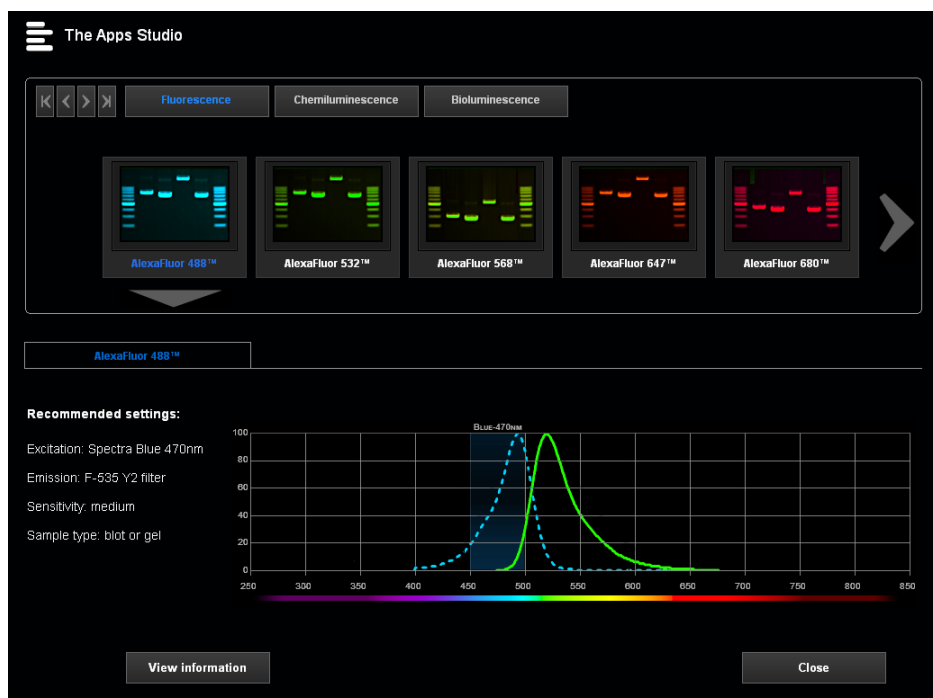 The Apps Studio
Fluorescence Chemiluminescence Bioluminescence
AlexaFluor 488™ AlexaFluor 532™ AlexaFluor 568™ AlexaFluor 647™ AlexaFluor 680™
AlexaFluor 488™
Recommended settings:
Excitation: Spectra Blue 470nm
Emission: F-535 Y2 filter
Sensitivity: medium
Sample type: blot or gel
BLUE-470NM
100
80
60
40
20
0
250 300 350 400 450 500 550 600 650 700 750 800 850
View information Close